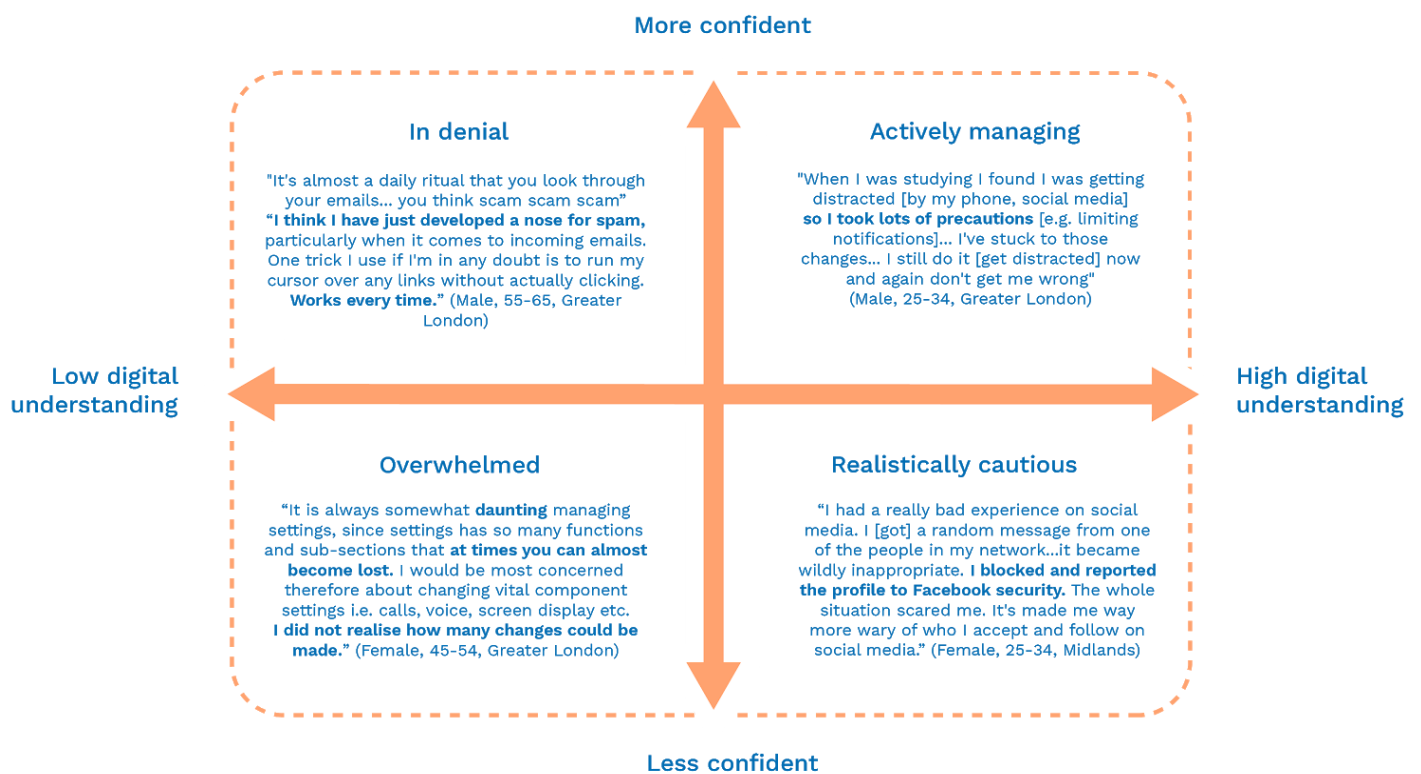 More confident
In denial
"It's almost a daily ritual that you look through
your emails... you think scam scam scam”
“I think I have just developed a nose for spam,
particularly when it comes to incoming emails.
One trick I use if I'm in any doubt is to run my
cursor over any links without actually clicking.
Works every time.” (Male, 55-65, Greater
London)
Actively managing
"When I was studying I found I was getting
distracted [by my phone, social media]
so I took lots of precautions [e.g. limiting
notifications]... I've stuck to those
changes... I still do it [get distracted] now
and again don't get me wrong"
(Male, 25-34, Greater London)
Low digital
understanding
High digital
understanding
Overwhelmed
“It is always somewhat daunting managing
settings, since settings has so many functions
and sub-sections that at times you can almost
become lost. I would be most concerned
therefore about changing vital component
settings i.e. calls, voice, screen display etc.
I did not realise how many changes could be
made.” (Female, 45-54, Greater London)
Realistically cautious
“I had a really bad experience on social
media. I [got] a random message from one
of the people in my network...it became
wildly inappropriate. I blocked and reported
the profile to Facebook security. The whole
situation scared me. It's made me way
more wary of who I accept and follow on
social media.” (Female, 25-34, Midlands)
Less confident